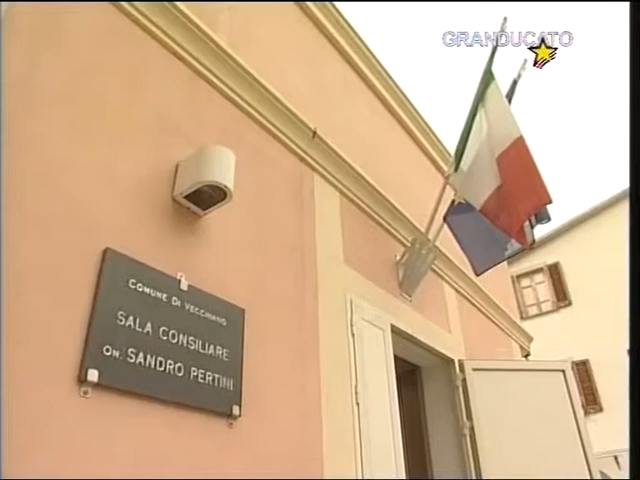 GRANDUCATO
COMUNE DI VECCHIANO
SALA CONSILIARE
ON. SANDRO PERTINI